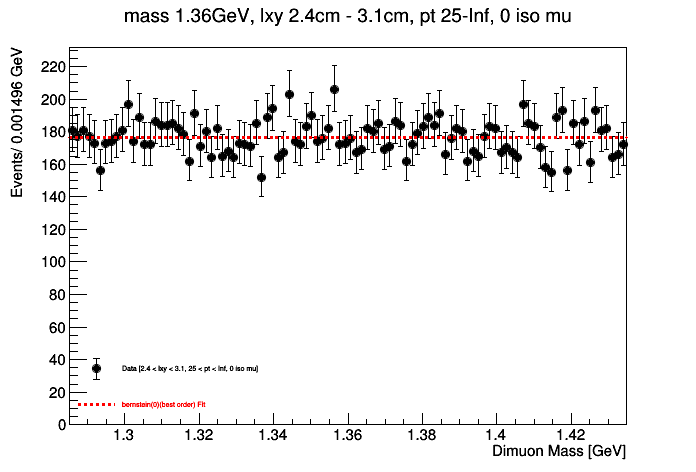 mass 1.36GeV, lxy 2.4cm - 3.1cm, pt 25-Inf, 0 iso mu
Events/ 0.001496 GeV
220
200
180
160
140
120
100
80
60
40
20
0
Data [2.4 < lxy < 3.1, 25 < pt < Inf, 0 iso mu]
bernstein(0)(best order) Fit
1.3 1.32 1.34 1.36 1.38 1.4 1.42
Dimuon Mass [GeV]